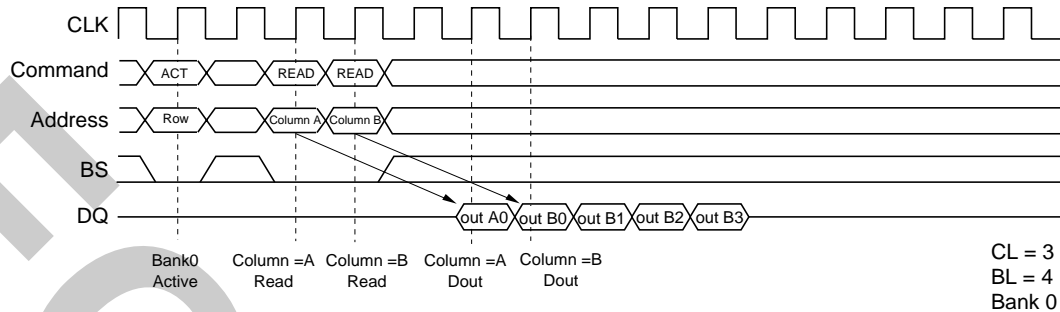 CLK
Command ACT READ READ
Address Row Column A Column B
BS
DQ out A0 out B0 out B1 out B2 out B3
Bank0 Column =A Column =B Column =A Column =B
Active Read Read Dout Dout
CL = 3
BL = 4
Bank 0